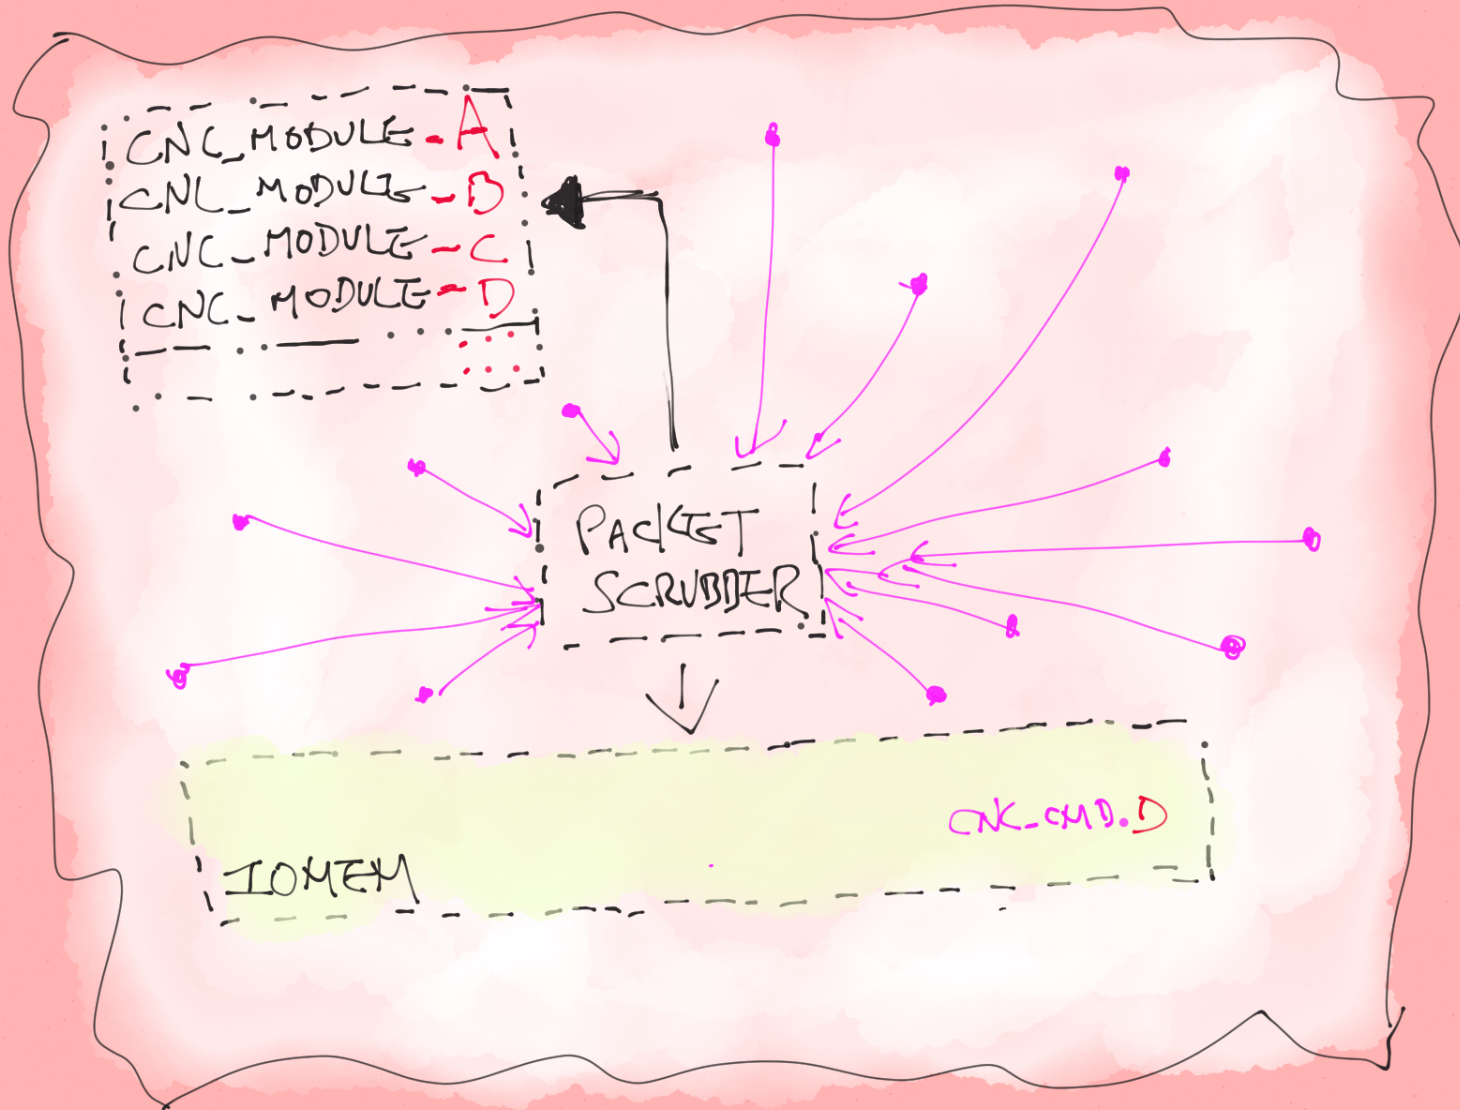 CNC_MODULE-A
CNC_MODULE-B
CNC_MODULE-C
CNC_MODULE-D
PACKET
SCRUBBER
CNC_CMD.D
IOMEM